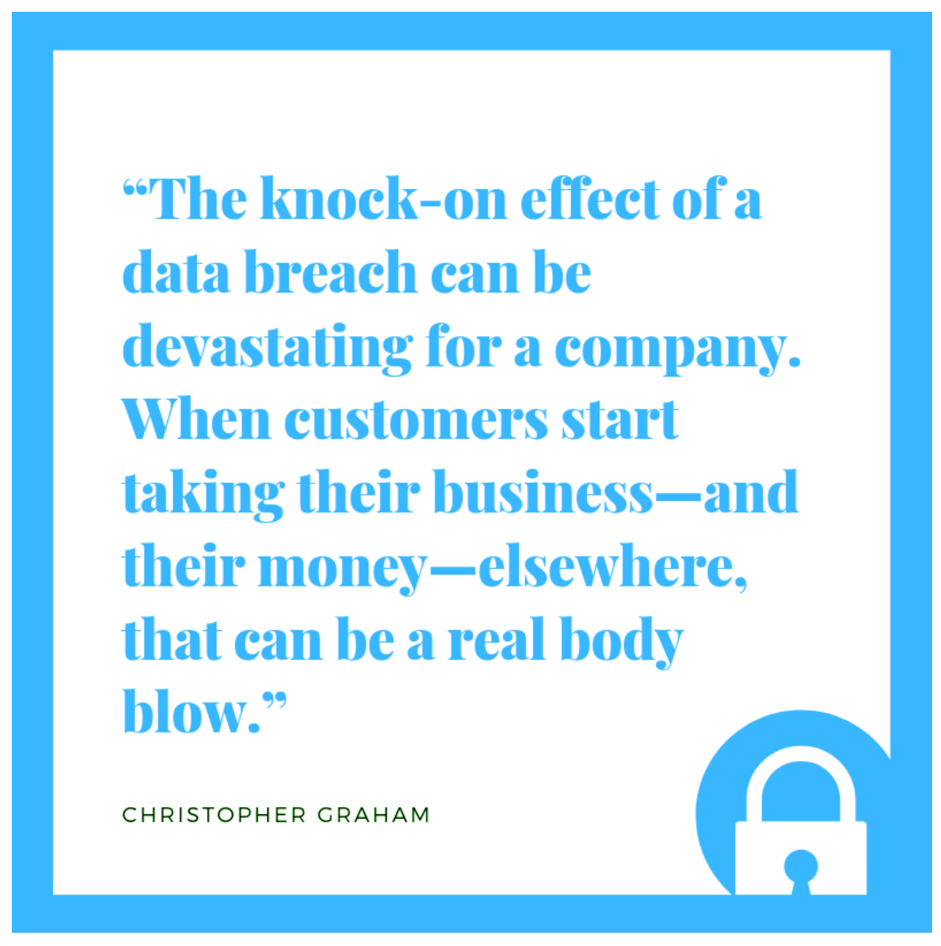 “The knock-on effect of a
data breach can be
devastating for a company.
When customers start
taking their business—and
their money—elsewhere,
that can be a real body
blow.”
CHRISTOPHER GRAHAM